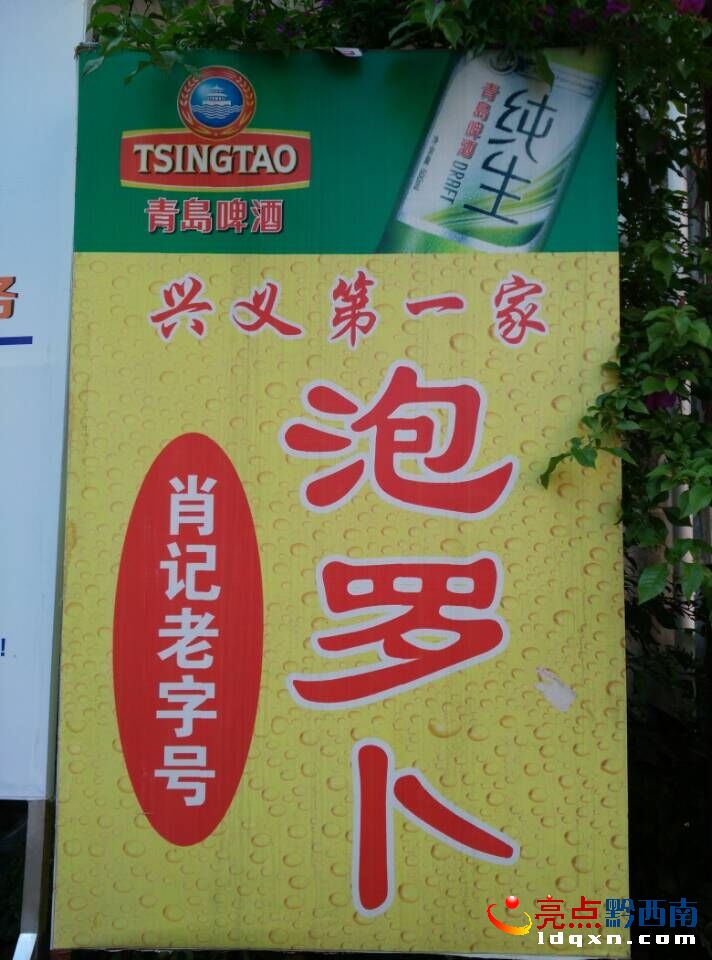 TSINGTAO
青島啤酒
纯生
青島啤酒
DRAFT
兴义第一家
泡罗卜
肖记老字号
亮点黔西南
ldqxn.com